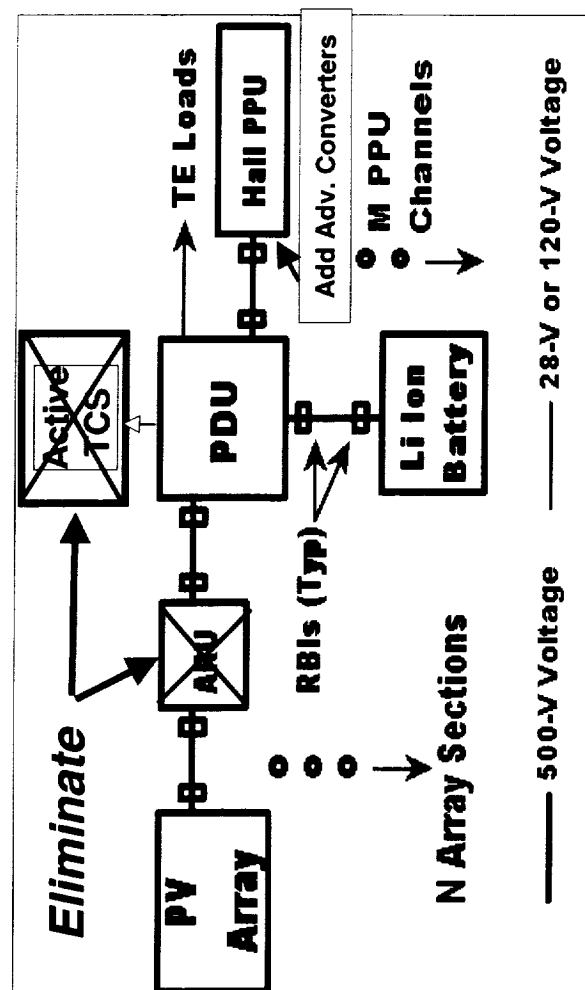 Eliminate
Active
TCS
PV
Array
ARU
PDU
TE Loads
Hall PPU
Add Adv. Converters
M PPU
Channels
RBIs (Typ)
Li Ion
Battery
N Array Sections
500-V Voltage
28-V or 120-V Voltage